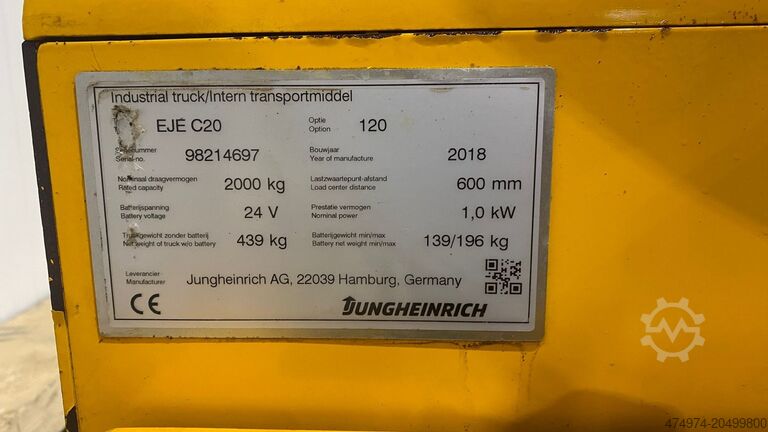 Industrial truck/Intern transportmiddel
EJE C20 Optie Option 120
Serial-no. 98214697 Bouwjaar Year of manufacture 2018
Nominaal draagvermogen Rated capacity 2000 kg Lastzwaartepunt-afstand Load center distance 600 mm
Batterijspanning Battery voltage 24 V Prestatie vermogen Nominal power 1,0 kW
Truckgewicht zonder batterij Net weight of truck w/o battery 439 kg Batterijgewicht min/max Battery net weight min/max 139/196 kg
Leverancier Manufacturer Jungheinrich AG, 22039 Hamburg, Germany
CE JUNGHEINRICH
474974-20499800